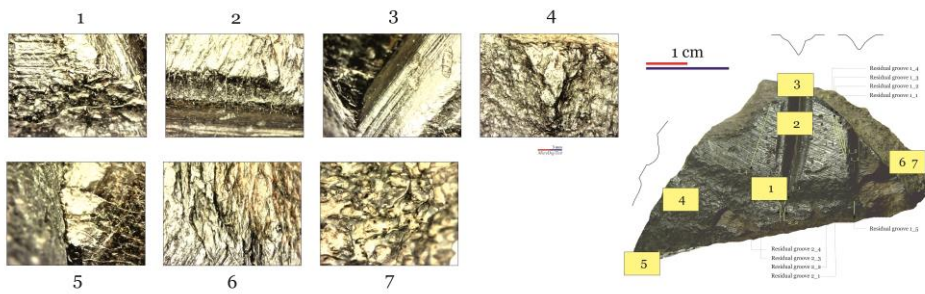 1
2
3
4
5
6
7
1 cm
Residual groove 1_4
Residual groove 1_3
Residual groove 1_2
Residual groove 1_1
3
2
6 7
1
4
Residual groove 1_5
5
Residual groove 2_4
Residual groove 2_3
Residual groove 2_2
Residual groove 2_1